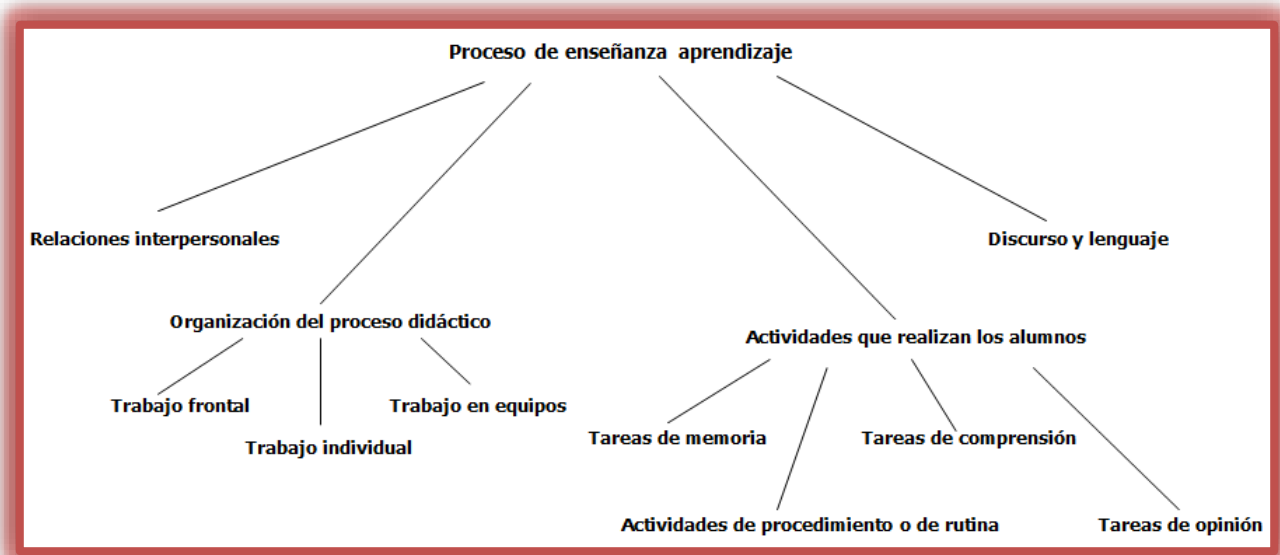 Proceso de enseñanza aprendizaje
Relaciones interpersonales
Discurso y lenguaje
Organización del proceso didáctico
Actividades que realizan los alumnos
Trabajo frontal
Trabajo en equipos
Trabajo individual
Tareas de memoria
Tareas de comprensión
Actividades de procedimiento o de rutina
Tareas de opinión